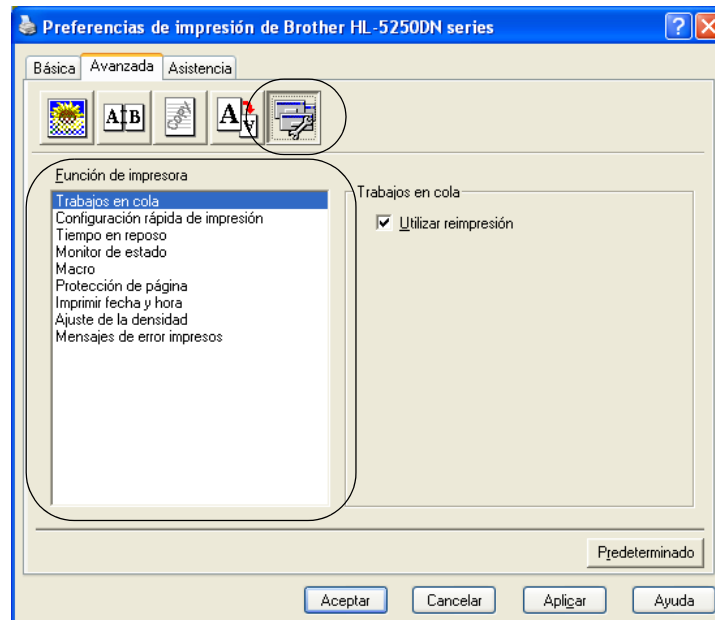 Preferencias de impresión de Brother HL-5250DN series
Básica Avanzada Asistencia
A B copy A A
Función de impresora
Trabajos en cola
Configuración rápida de impresión
Tiempo en reposo
Monitor de estado
Macro
Protección de página
Imprimir fecha y hora
Ajuste de la densidad
Mensajes de error impresos
Trabajos en cola
Utilizar reimpresión
Predeterminado
Aceptar Cancelar Aplicar Ayuda